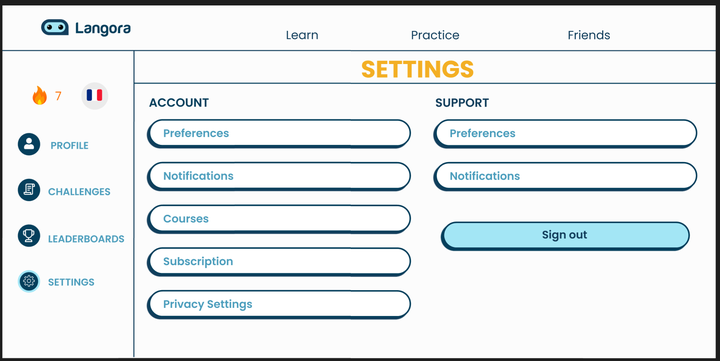 Langora
Learn
Practice
Friends
SETTINGS
7
PROFILE
CHALLENGES
LEADERBOARDS
SETTINGS
ACCOUNT
Preferences
Notifications
Courses
Subscription
Privacy Settings
SUPPORT
Preferences
Notifications
Sign out